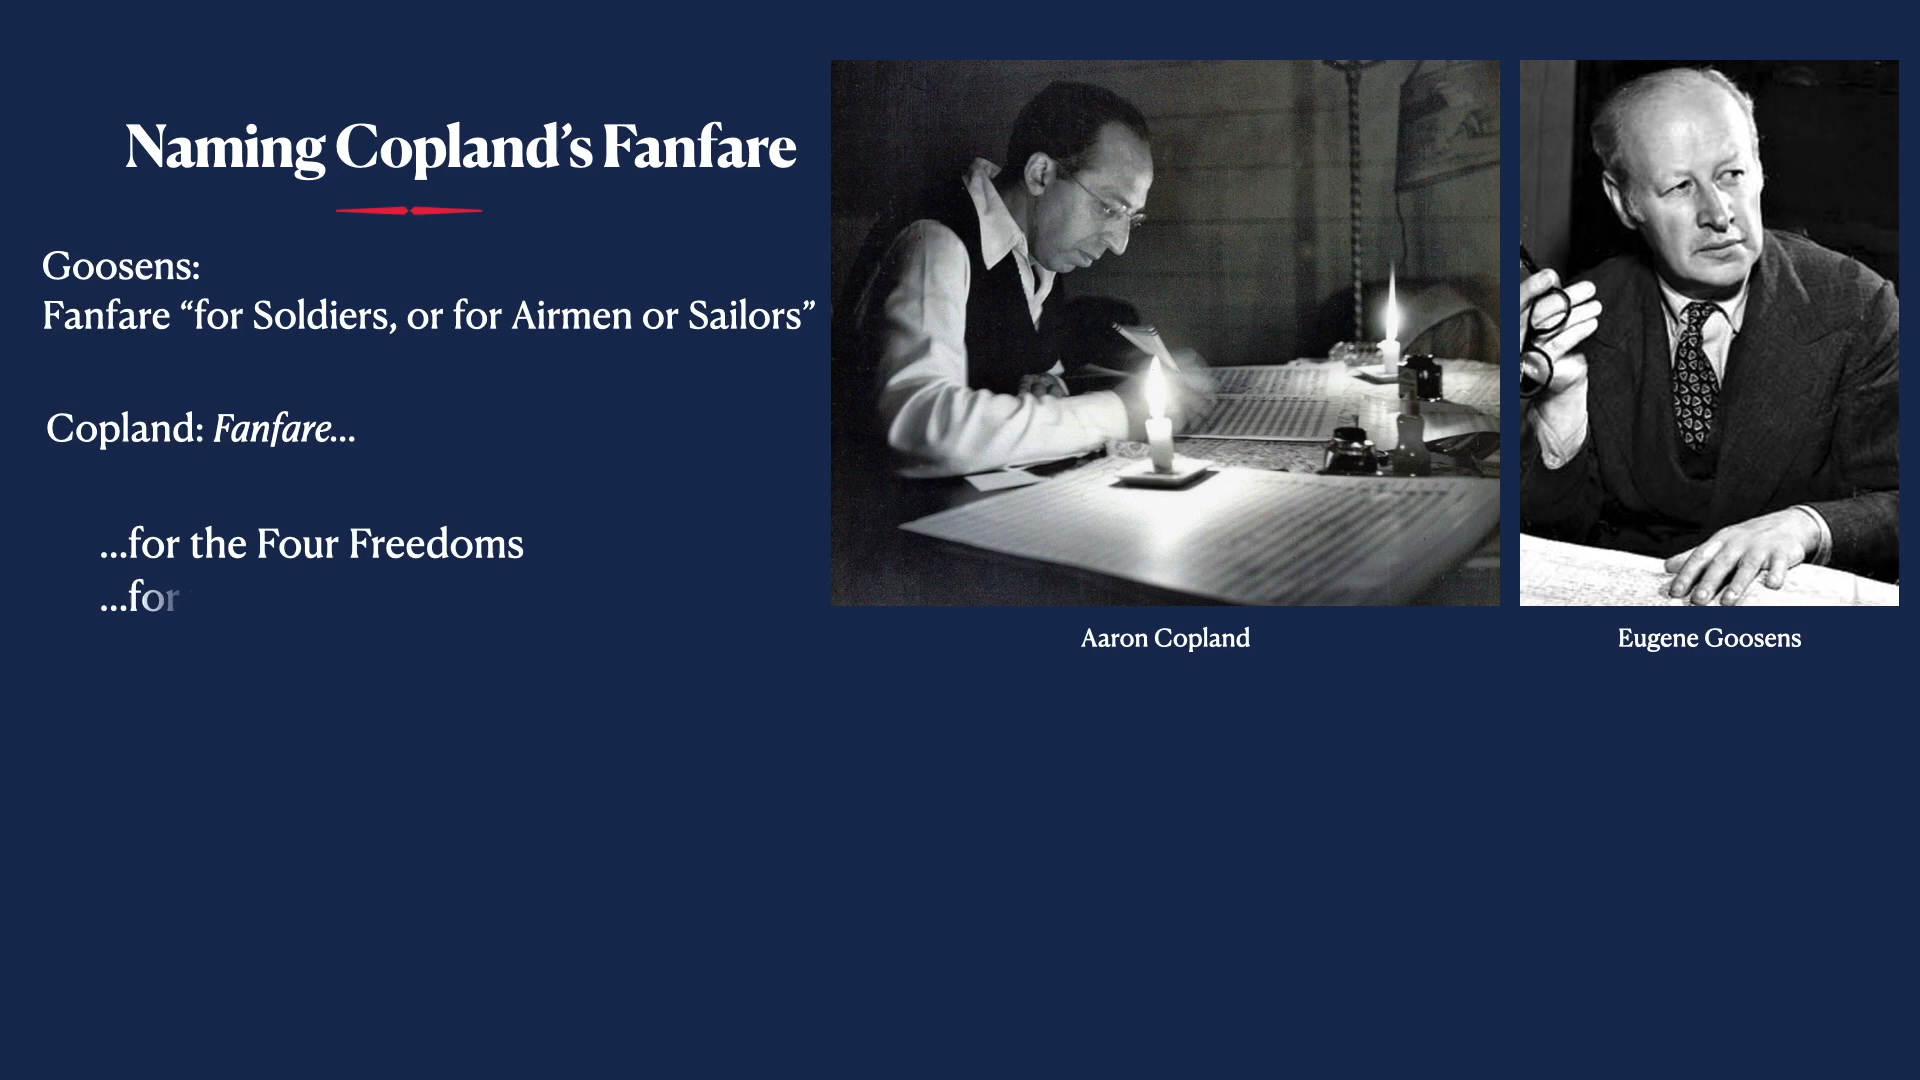 Naming Copland’s Fanfare
Goosens:
Fanfare “for Soldiers, or for Airmen or Sailors”
Copland: Fanfare...
...for the Four Freedoms
...for
Aaron Copland
Eugene Goosens